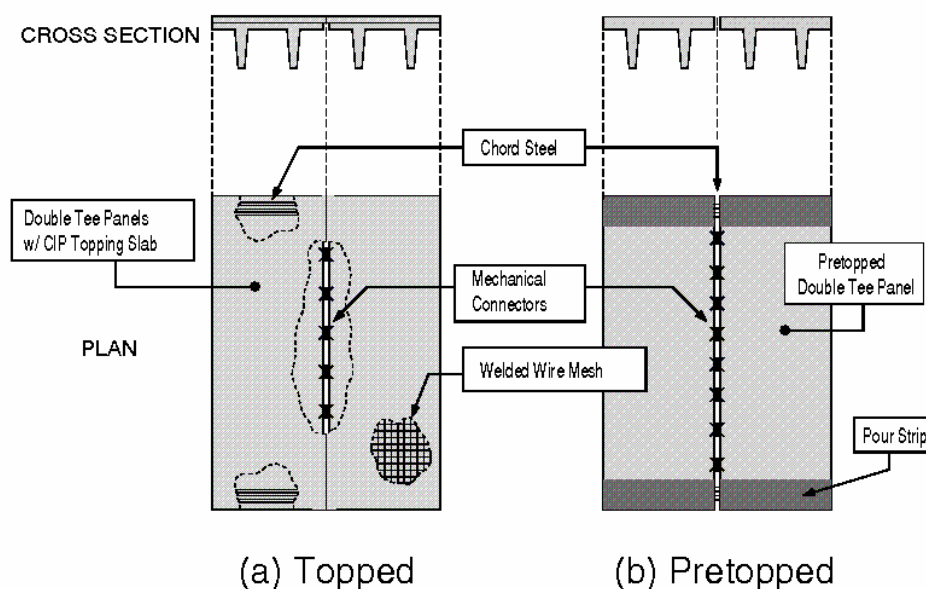 CROSS SECTION
Chord Steel
Double Tee Panels
w/ CIP Topping Slab
Mechanical
Connectors
Pretopped
Double Tee Panel
PLAN
Welded Wire Mesh
Pour Strip
(a) Topped
(b) Pretopped